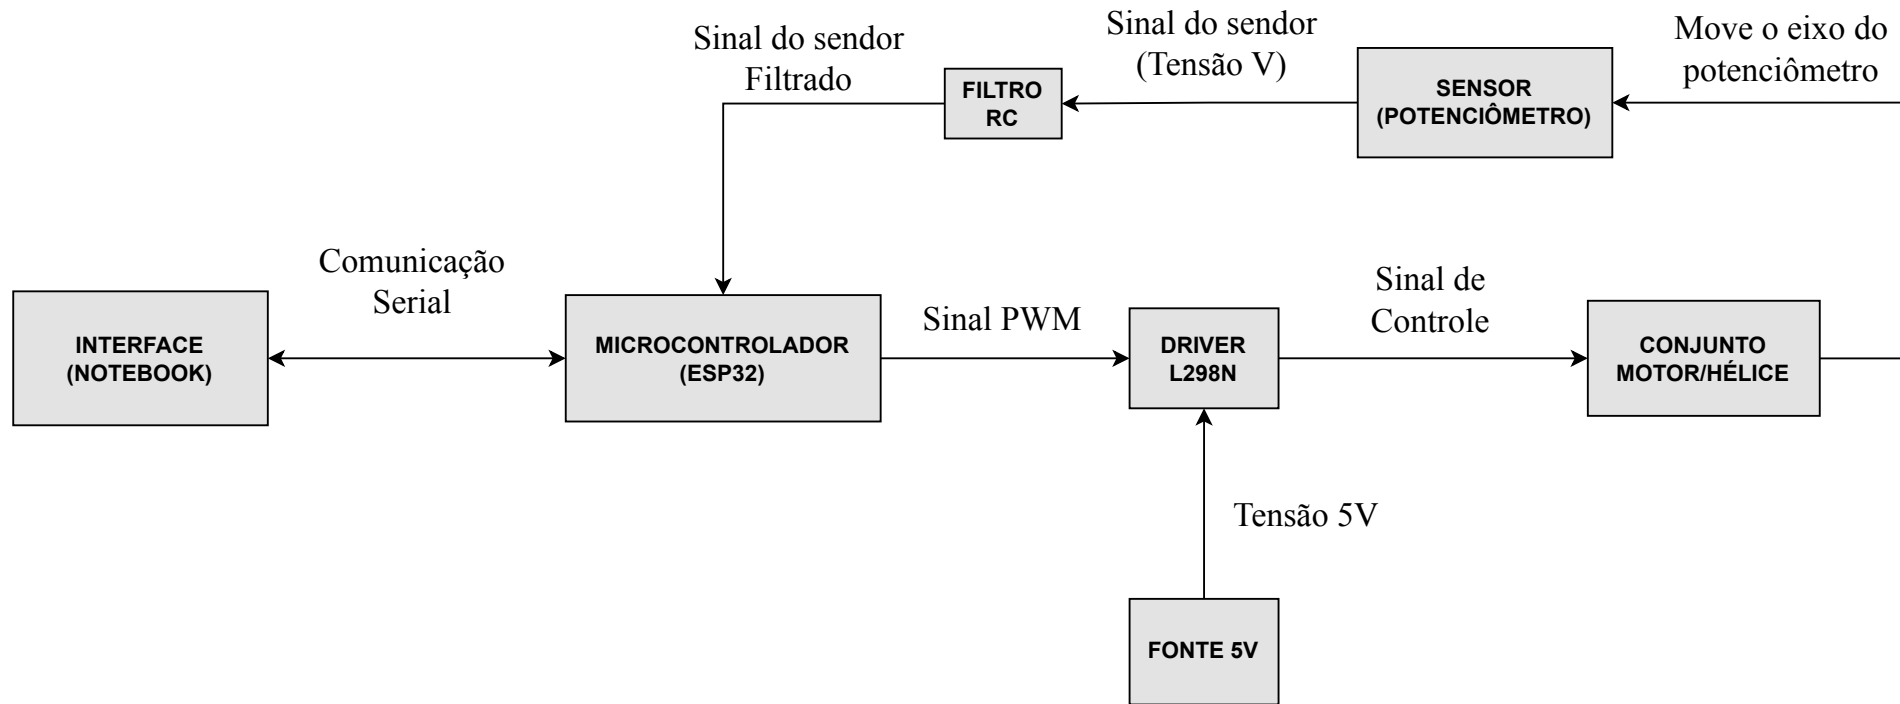 Sinal do sendor
Filtrado
FILTRO
RC
Sinal do sendor
(Tensão V)
SENSOR
(POTENCIÔMETRO)
Move o eixo do
potenciômetro
INTERFACE
(NOTEBOOK)
Comunicação
Serial
MICROCONTROLADOR
(ESP32)
Sinal PWM
DRIVER
L298N
Sinal de
Controle
CONJUNTO
MOTOR/HÉLICE
Tensão 5V
FONTE 5V